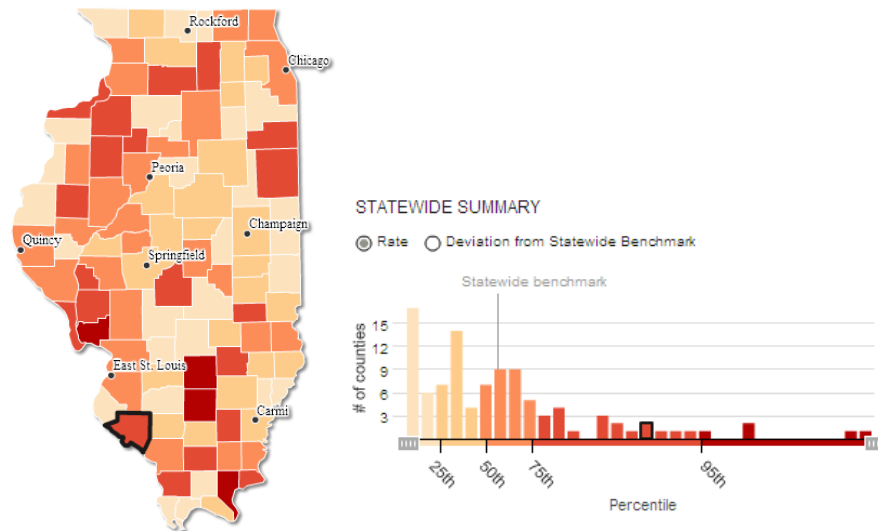 Rockford
Chicago
Peoria
Champaign
Quincy
Springfield
East St. Louis
Carmi
STATEWIDE SUMMARY
Rate Deviation from Statewide Benchmark
Statewide benchmark
# of counties
15
12
9
6
3
25th 50th 75th 95th
Percentile